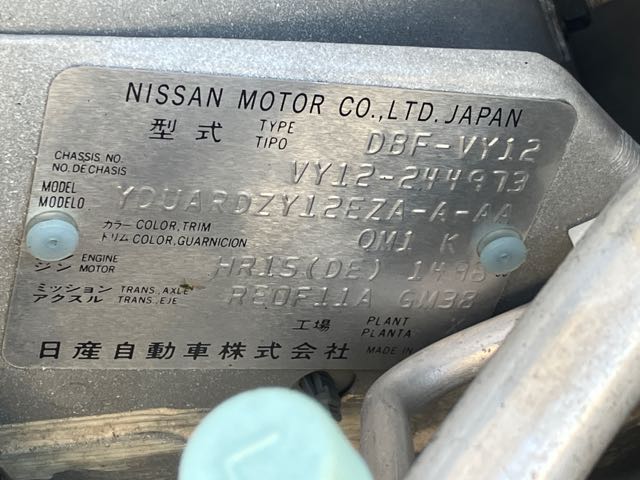 NISSAN MOTOR CO.,LTD. JAPAN
型式 TYPE TIPO DBF-VY12
CHASSIS NO. NO. DE CHASIS VY12-244973
MODEL MODELO YDUARDZY12EZA-A-AA
カラー COLOR, TRIM
トリム COLOR, GUARNICION QM1 K
ENGINE
ジン MOTOR HR15(DE) 1498
ミッション TRANS., AXLE
アクスル TRANS., EJE RE0F11A GM38
工場 PLANT PLANTA
日産自動車株式会社 MADE IN